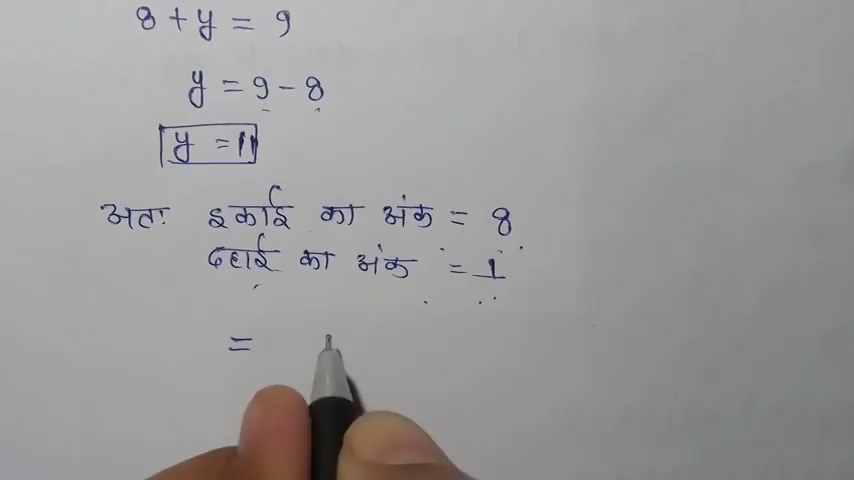 8 + y = 9
y = 9 - 8
y = 1
अतः इकाई का अंक = 8
दहाई का अंक = 1
=